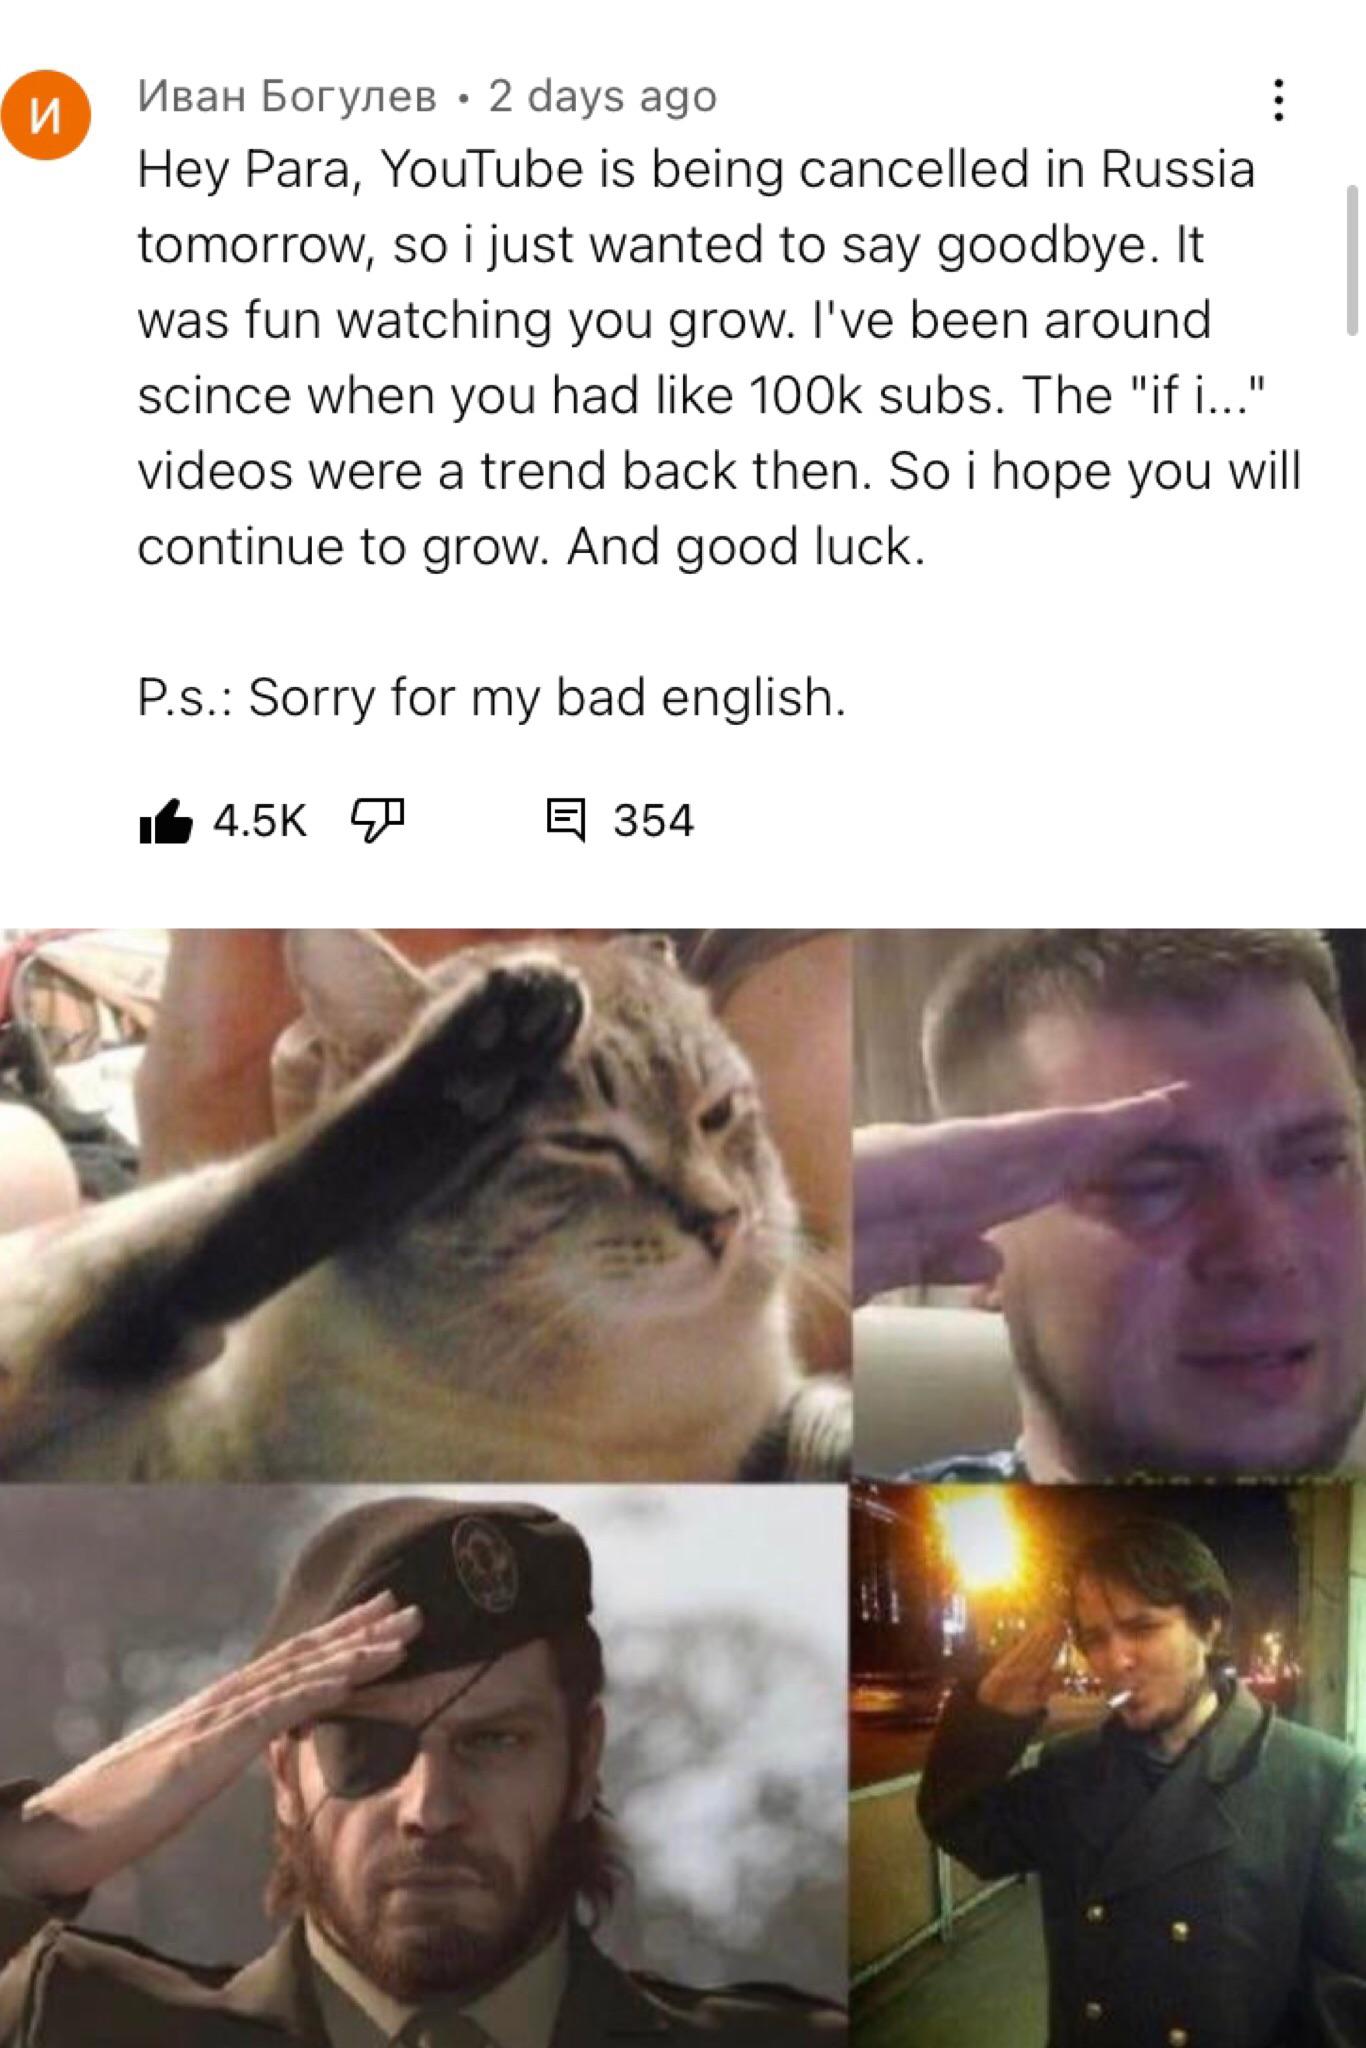 И
Иван Богулев • 2 days ago
Hey Para, YouTube is being cancelled in Russia
tomorrow, so i just wanted to say goodbye. It
was fun watching you grow. I've been around
scince when you had like 100k subs. The "if i..."
videos were a trend back then. So i hope you will
continue to grow. And good luck.
P.s.: Sorry for my bad english.
4.5K 354